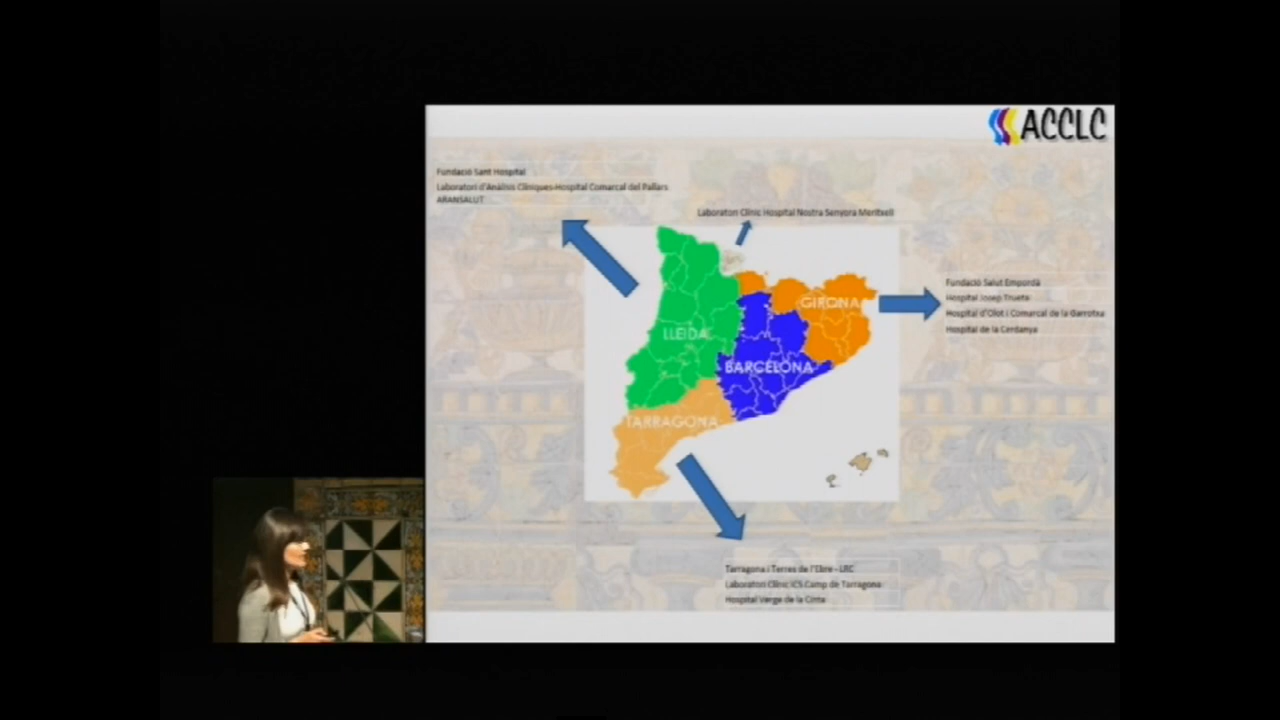 ACCLC
Fundació Sant Hospital
Laboratori d'Anàlisis Clíniques-Hospital Comarcal del Pallars
ARANSALUT
Laboratori Clínic Hospital Nostra Senyora Meritxell
Fundació Salut Empordà
Hospital Josep Trueta
Hospital d'Olot i Comarcal de la Garrotxa
Hospital de la Cerdanya
GIRONA
LLEIDA
BARCELONA
TARRAGONA
Tarragona i Terres de l'Ebre - LRC
Laboratori Clínic ICS Camp de Tarragona
Hospital Verge de la Cinta